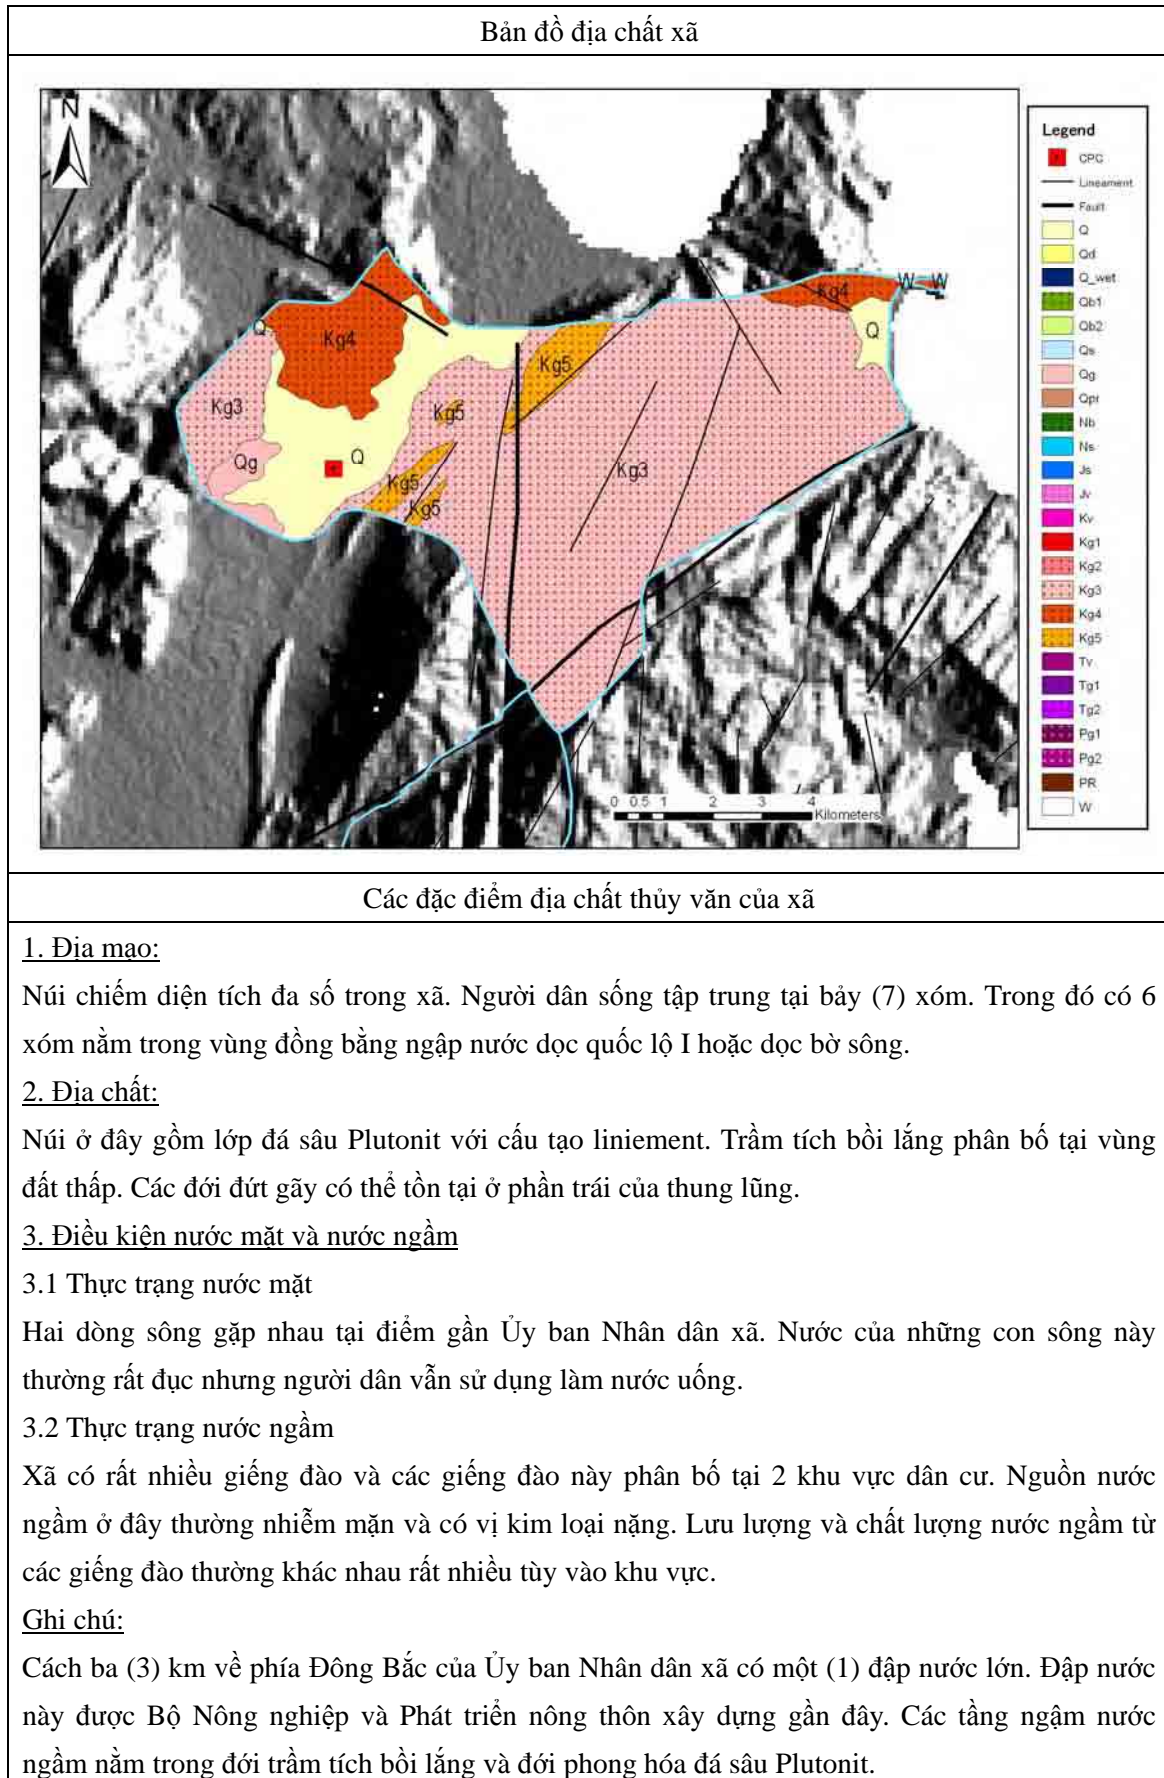 Bản đồ địa chất xã
N
Kg4
Q
Kg3
Qg
Q
Kg5
Kg5
Kg5
Kg5
Kg3
Kg4
W
W
Q
0 0.5 1 2 3 4
Kilometers
Legend
CPC
Lineament
Fault
Q
Qd
Q_wet
Qb1
Qb2
Qs
Qg
Qpr
Nb
Ns
Js
Jv
Kv
Kg1
Kg2
Kg3
Kg4
Kg5
Tv
Tg1
Tg2
Pg1
Pg2
PR
W
Các đặc điểm địa chất thủy văn của xã
1. Địa mạo:
Núi chiếm diện tích đa số trong xã. Người dân sống tập trung tại bảy (7) xóm. Trong đó có 6
xóm nằm trong vùng đồng bằng ngập nước dọc quốc lộ I hoặc dọc bờ sông.
2. Địa chất:
Núi ở đây gồm lớp đá sâu Plutonit với cấu tạo liniement. Trầm tích bồi lắng phân bố tại vùng
đất thấp. Các đới đứt gãy có thể tồn tại ở phần trái của thung lũng.
3. Điều kiện nước mặt và nước ngầm
3.1 Thực trạng nước mặt
Hai dòng sông gặp nhau tại điểm gần Ủy ban Nhân dân xã. Nước của những con sông này
thường rất đục nhưng người dân vẫn sử dụng làm nước uống.
3.2 Thực trạng nước ngầm
Xã có rất nhiều giếng đào và các giếng đào này phân bố tại 2 khu vực dân cư. Nguồn nước
ngầm ở đây thường nhiễm mặn và có vị kim loại nặng. Lưu lượng và chất lượng nước ngầm từ
các giếng đào thường khác nhau rất nhiều tùy vào khu vực.
Ghi chú:
Cách ba (3) km về phía Đông Bắc của Ủy ban Nhân dân xã có một (1) đập nước lớn. Đập nước
này được Bộ Nông nghiệp và Phát triển nông thôn xây dựng gần đây. Các tầng ngậm nước
ngầm nằm trong đới trầm tích bồi lắng và đới phong hóa đá sâu Plutonit.